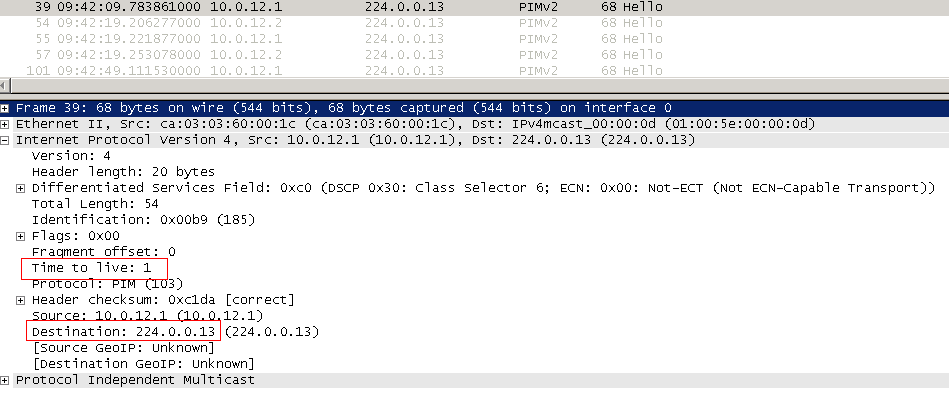 39 09:42:09.783861000 10.0.12.1 224.0.0.13 PIMv2 68 Hello
54 09:42:19.206277000 10.0.12.2 224.0.0.13 PIMv2 68 Hello
55 09:42:19.221877000 10.0.12.1 224.0.0.13 PIMv2 68 Hello
57 09:42:19.253078000 10.0.12.2 224.0.0.13 PIMv2 68 Hello
101 09:42:49.111530000 10.0.12.1 224.0.0.13 PIMv2 68 Hello
Frame 39: 68 bytes on wire (544 bits), 68 bytes captured (544 bits) on interface 0
Ethernet II, Src: ca:03:03:60:00:1c (ca:03:03:60:00:1c), Dst: IPv4mcast_00:00:0d (01:00:5e:00:00:0d)
Internet Protocol Version 4, Src: 10.0.12.1 (10.0.12.1), Dst: 224.0.0.13 (224.0.0.13)
Version: 4
Header length: 20 bytes
Differentiated Services Field: 0xc0 (DSCP 0x30: Class Selector 6; ECN: 0x00: Not-ECT (Not ECN-Capable Transport))
Total Length: 54
Identification: 0x00b9 (185)
Flags: 0x00
Fragment offset: 0
Time to live: 1
Protocol: PIM (103)
Header checksum: 0xc1da [correct]
Source: 10.0.12.1 (10.0.12.1)
Destination: 224.0.0.13 (224.0.0.13)
[Source GeoIP: Unknown]
[Destination GeoIP: Unknown]
Protocol Independent Multicast